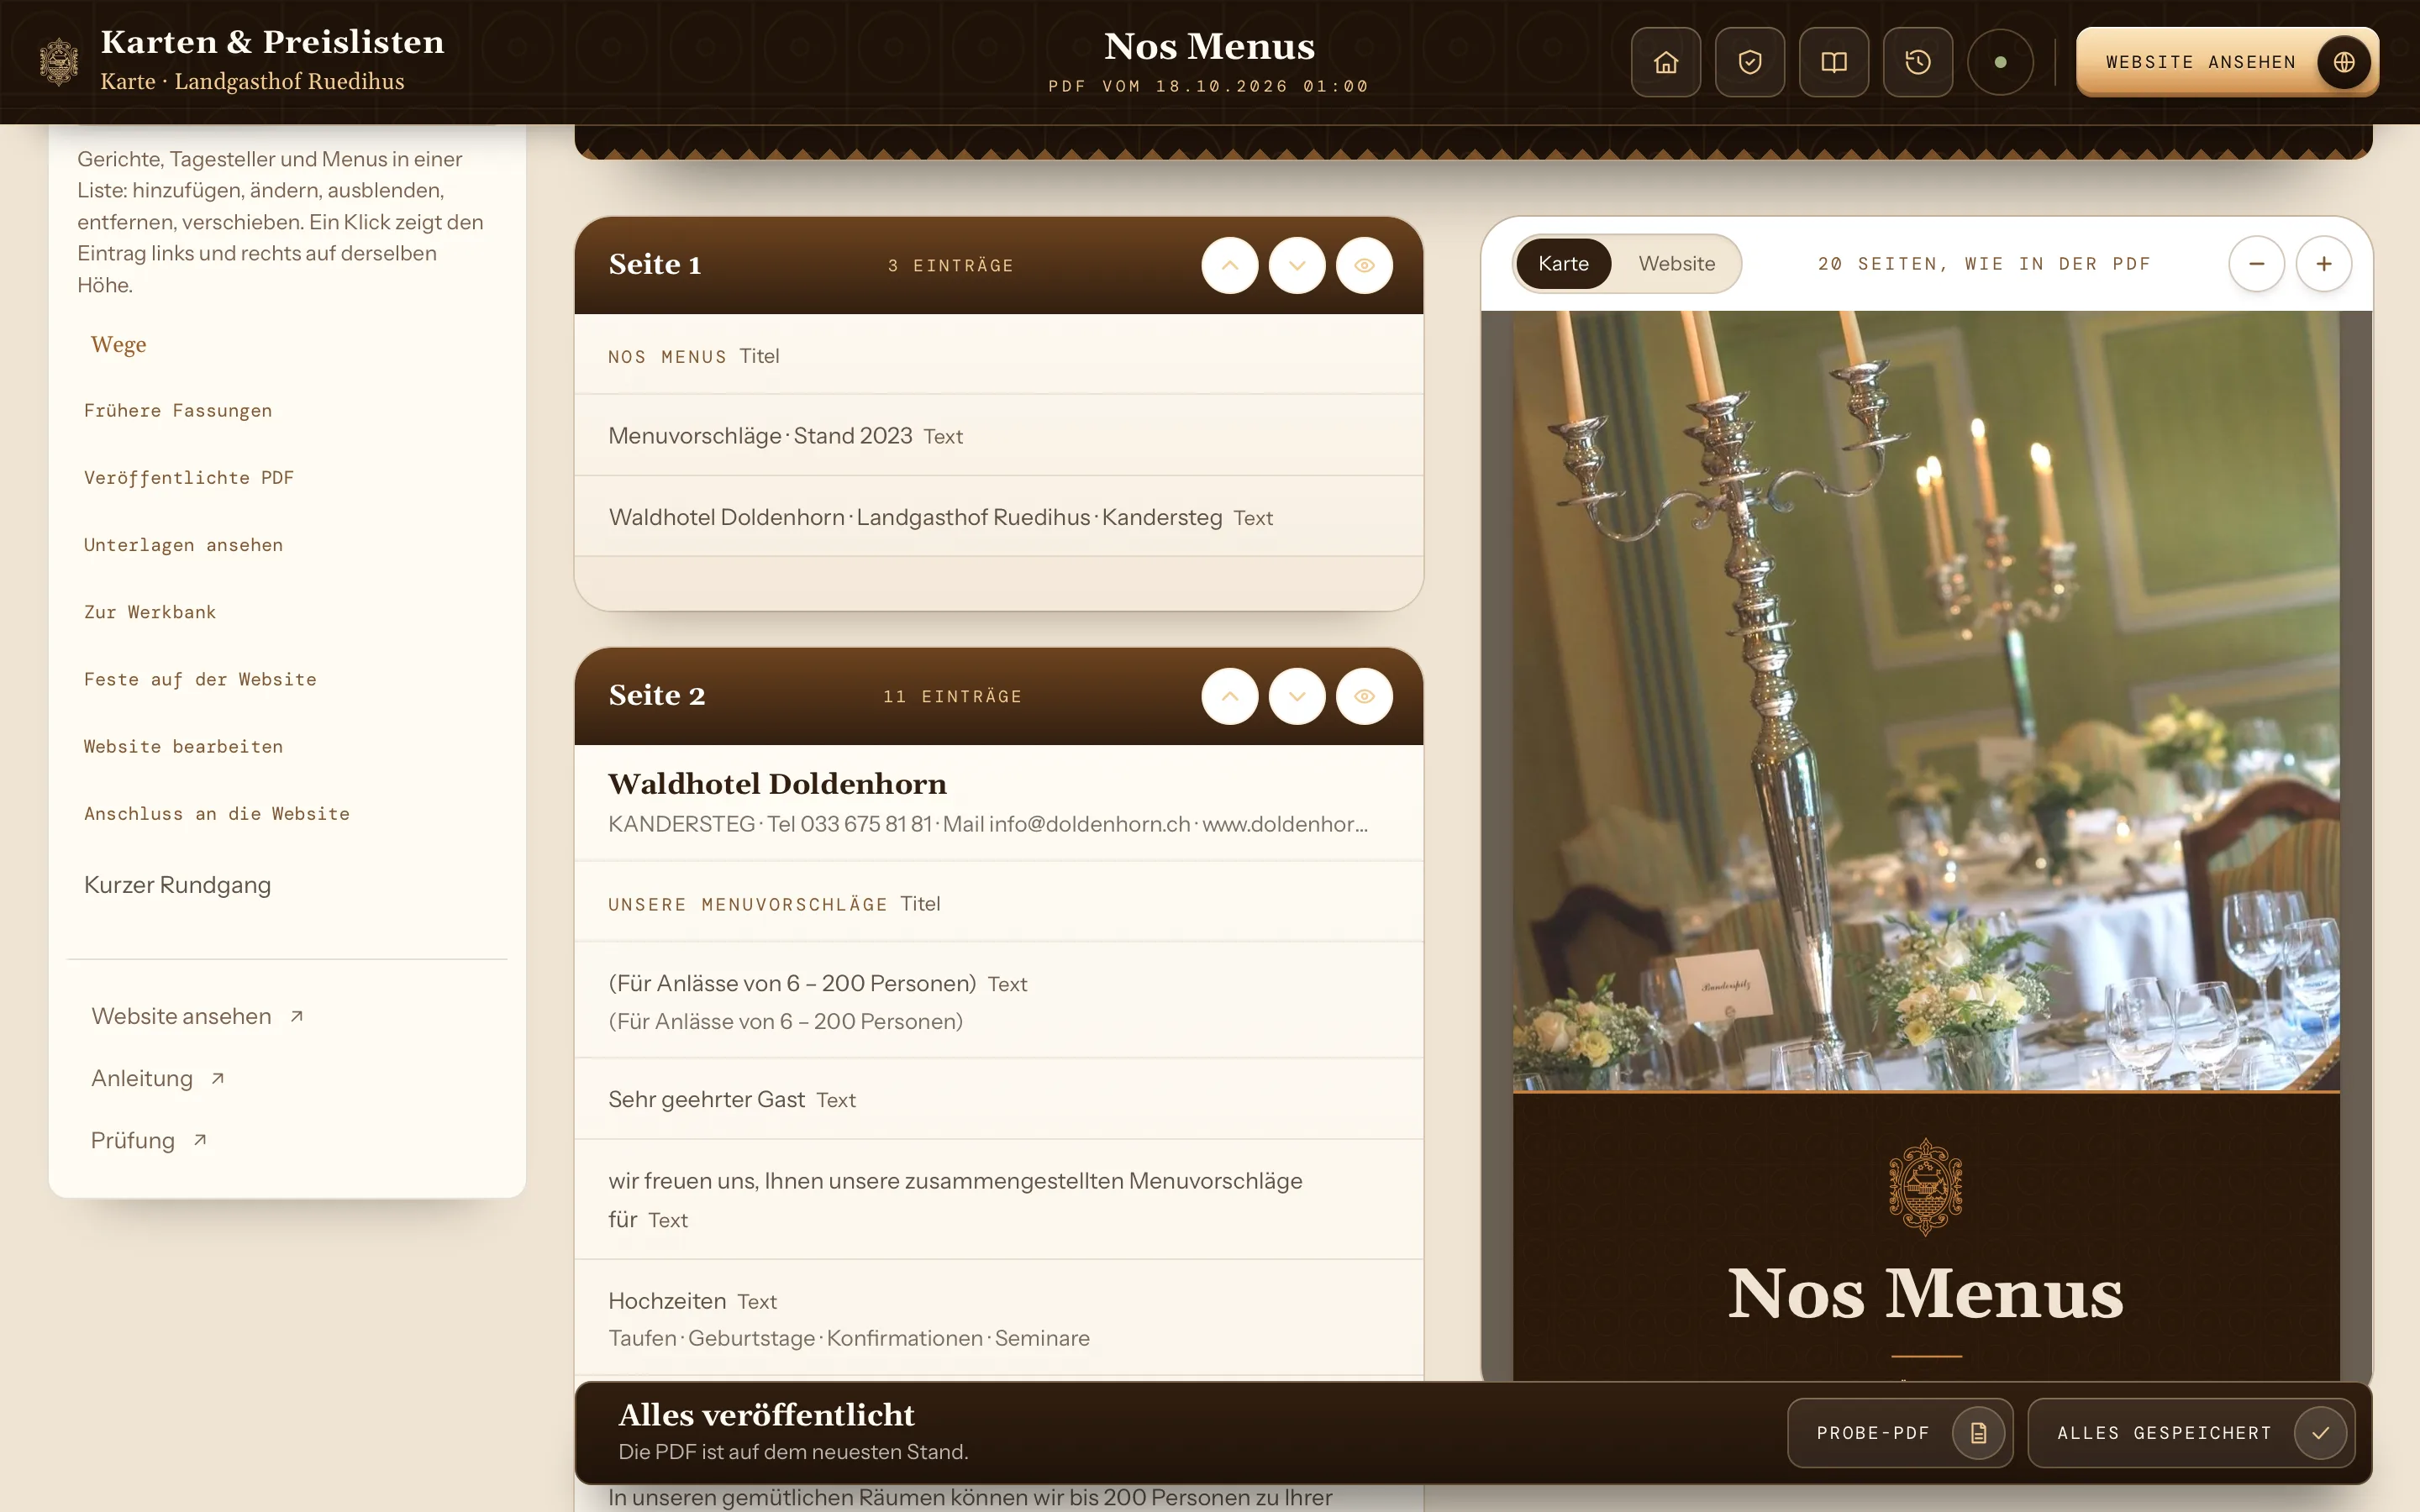 Karten & Preislisten
Karte · Landgasthof Ruedihus
Nos Menus
PDF VOM 18.10.2026 01:00
WEBSITE ANSEHEN
Gerichte, Tagesteller und Menus in einer
Liste: hinzufügen, ändern, ausblenden,
entfernen, verschieben. Ein Klick zeigt den
Eintrag links und rechts auf derselben
Höhe.
Wege
Frühere Fassungen
Veröffentlichte PDF
Unterlagen ansehen
Zur Werkbank
Feste auf der Website
Website bearbeiten
Anschluss an die Website
Kurzer Rundgang
Website ansehen
Anleitung
Prüfung
Seite 1
3 EINTRÄGE
NOS MENUS Titel
Menuvorschläge · Stand 2023 Text
Waldhotel Doldenhorn · Landgasthof Ruedihus · Kandersteg Text
Seite 2
11 EINTRÄGE
Waldhotel Doldenhorn
KANDERSTEG · Tel 033 675 81 81 · Mail info@doldenhorn.ch · www.doldenhor...
UNSERE MENUVORSCHLÄGE Titel
(Für Anlässe von 6 – 200 Personen) Text
(Für Anlässe von 6 – 200 Personen)
Sehr geehrter Gast Text
wir freuen uns, Ihnen unsere zusammengestellten Menuvorschläge
für Text
Hochzeiten Text
Taufen · Geburtstage · Konfirmationen · Seminare
In unseren gemütlichen Räumen können wir bis 200 Personen zu Ihrer
Karte
Website
20 SEITEN, WIE IN DER PDF
Nos Menus
Alles veröffentlicht
Die PDF ist auf dem neuesten Stand.
PROBE-PDF
ALLES GESPEICHERT